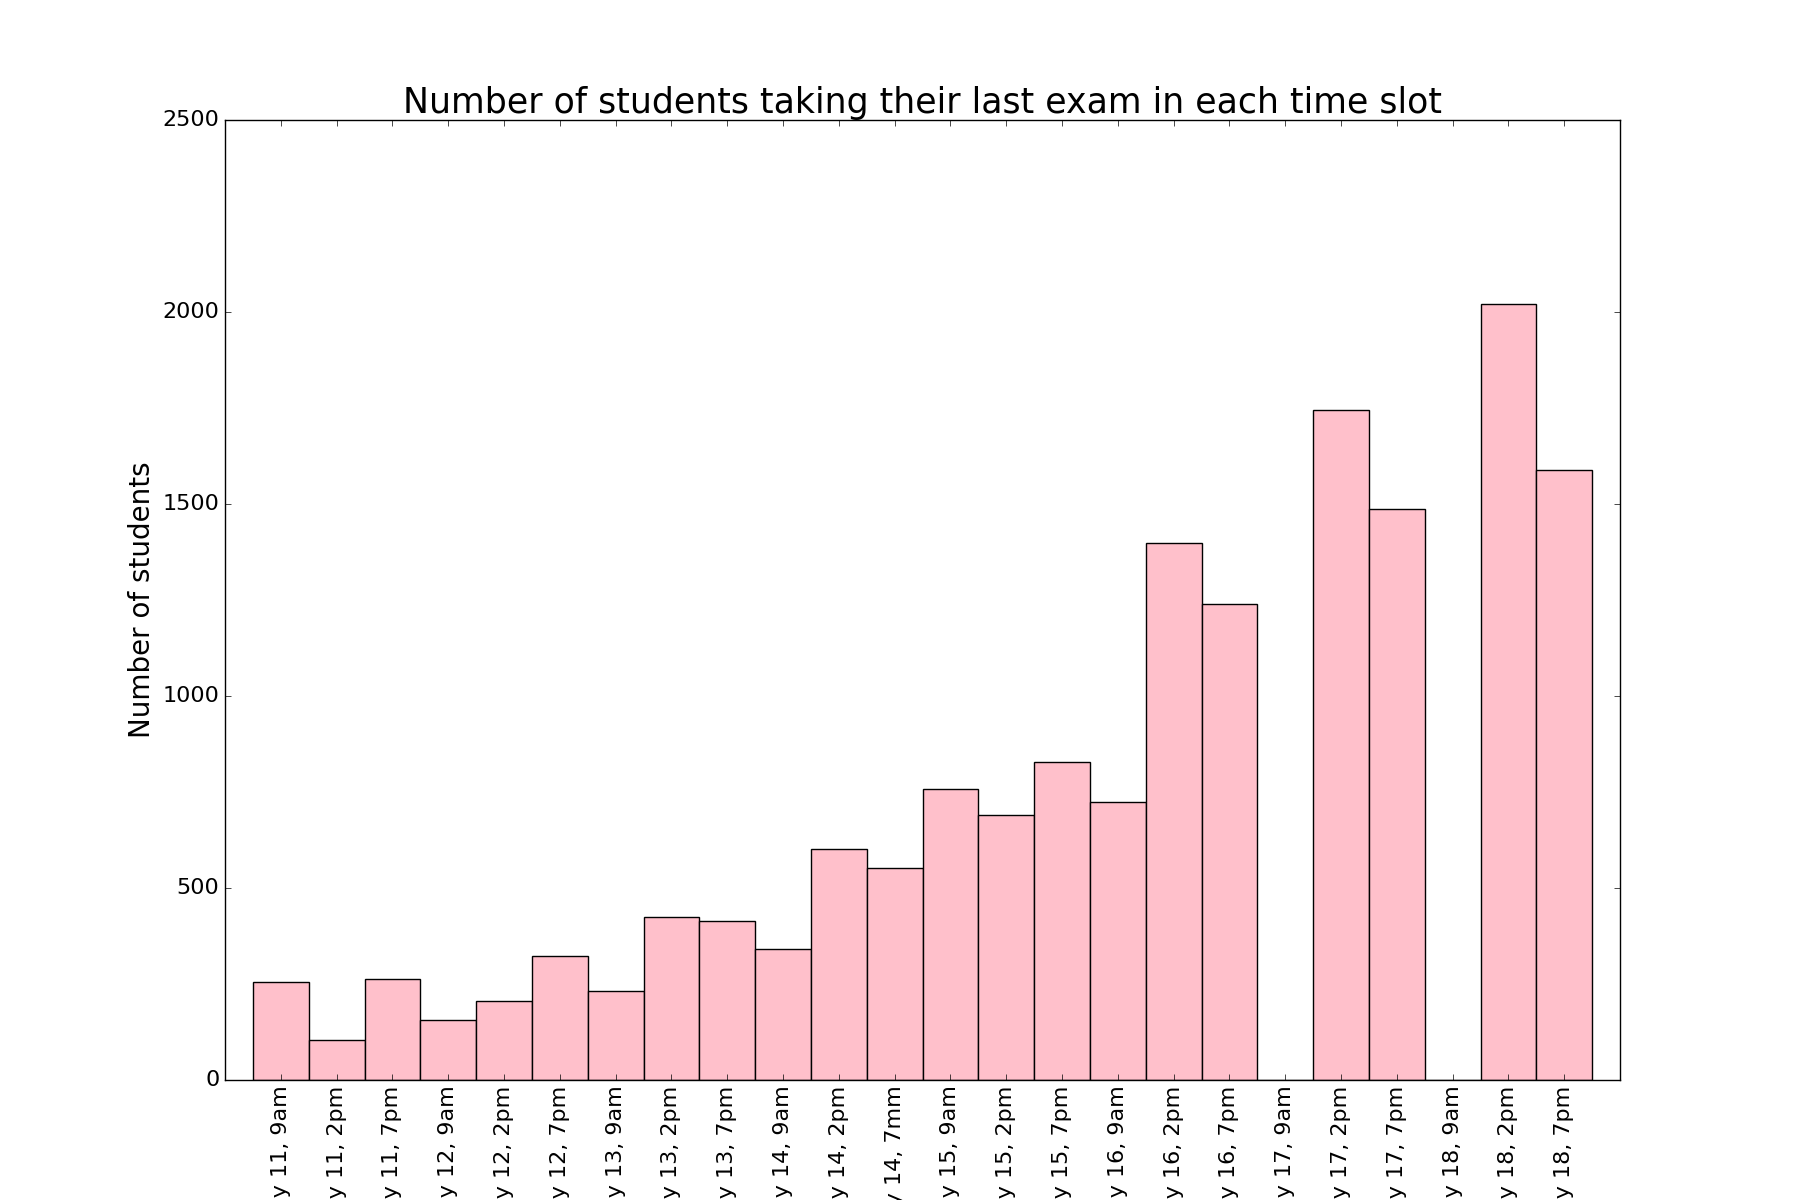 Number of students taking their last exam in each time slot
Number of students
2500
2000
1500
1000
500
0
y 11, 9am
y 11, 2pm
y 11, 7pm
y 12, 9am
y 12, 2pm
y 12, 7pm
y 13, 9am
y 13, 2pm
y 13, 7pm
y 14, 9am
y 14, 2pm
y 14, 7mm
y 15, 9am
y 15, 2pm
y 15, 7pm
y 16, 9am
y 16, 2pm
y 16, 7pm
y 17, 9am
y 17, 2pm
y 17, 7pm
y 18, 9am
y 18, 2pm
y 18, 7pm